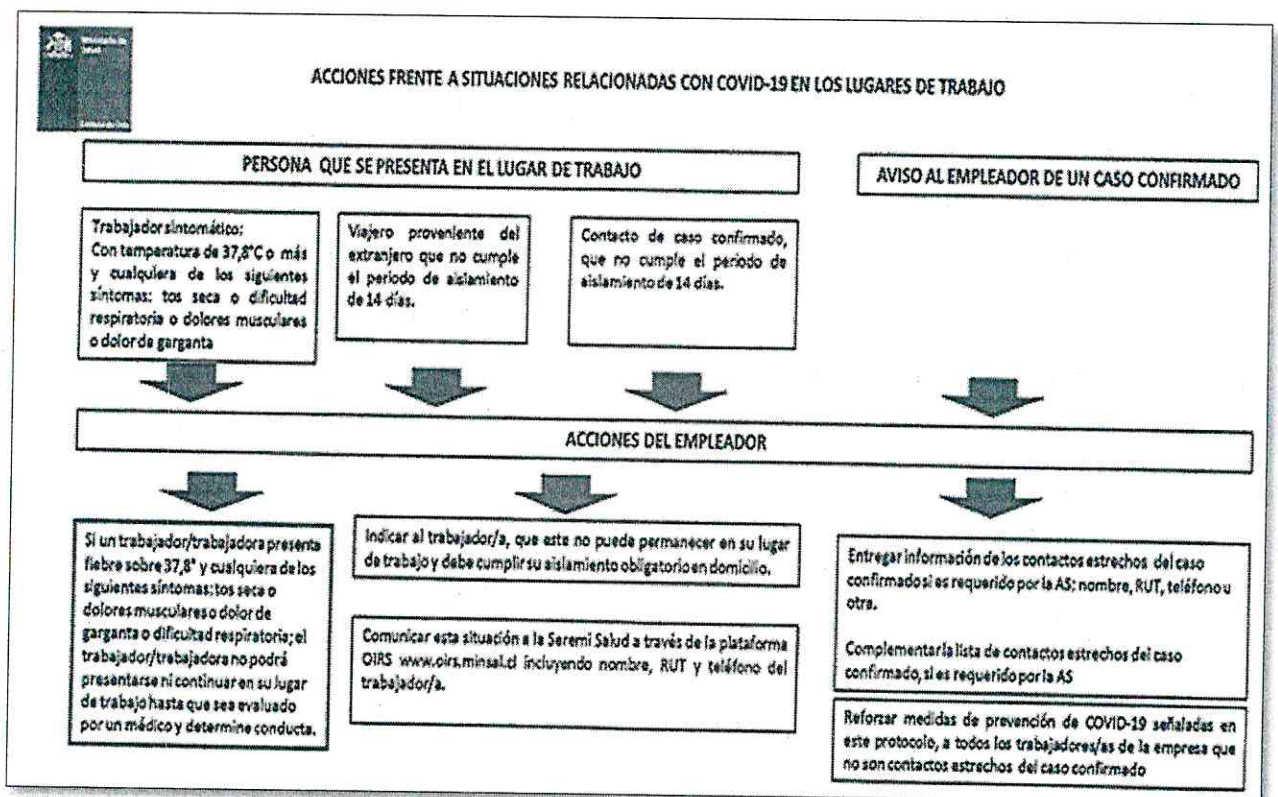 Ministerio de
Salud
ACCIONES FRENTE A SITUACIONES RELACIONADAS CON COVID-19 EN LOS LUGARES DE TRABAJO
PERSONA QUE SE PRESENTA EN EL LUGAR DE TRABAJO
AVISO AL EMPLEADOR DE UN CASO CONFIRMADO
Trabajador sintomático:
Con temperatura de 37,8°C o más
y cualquiera de los siguientes
síntomas: tos seca o dificultad
respiratoria o dolores musculares
o dolor de garganta
Viajero proveniente del
extranjero que no cumple
el periodo de aislamiento
de 14 días.
Contacto de caso confirmado,
que no cumple el periodo de
aislamiento de 14 días.
ACCIONES DEL EMPLEADOR
Si un trabajador/trabajadora presenta
fiebre sobre 37,8° y cualquiera de los
siguientes síntomas: tos seca o
dolores musculares o dolor de
garganta o dificultad respiratoria; el
trabajador/trabajadora no podrá
presentarse ni continuar en su lugar
de trabajo hasta que sea evaluado
por un médico y determine conducta.
Indicar al trabajador/a, que este no puede permanecer en su lugar
de trabajo y debe cumplir su aislamiento obligatorio en domicilio.
Comunicar esta situación a la Seremi Salud a través de la plataforma
OIRS www.oirs.minsal.cl incluyendo nombre, RUT y teléfono del
trabajador/a.
Entregar información de los contactos estrechos del caso
confirmado si es requerido por la AS: nombre, RUT, teléfono u
otra.
Complementar la lista de contactos estrechos del caso
confirmado, si es requerido por la AS
Reforzar medidas de prevención de COVID-19 señaladas en
este protocolo, a todos los trabajadores/as de la empresa que
no son contactos estrechos del caso confirmado